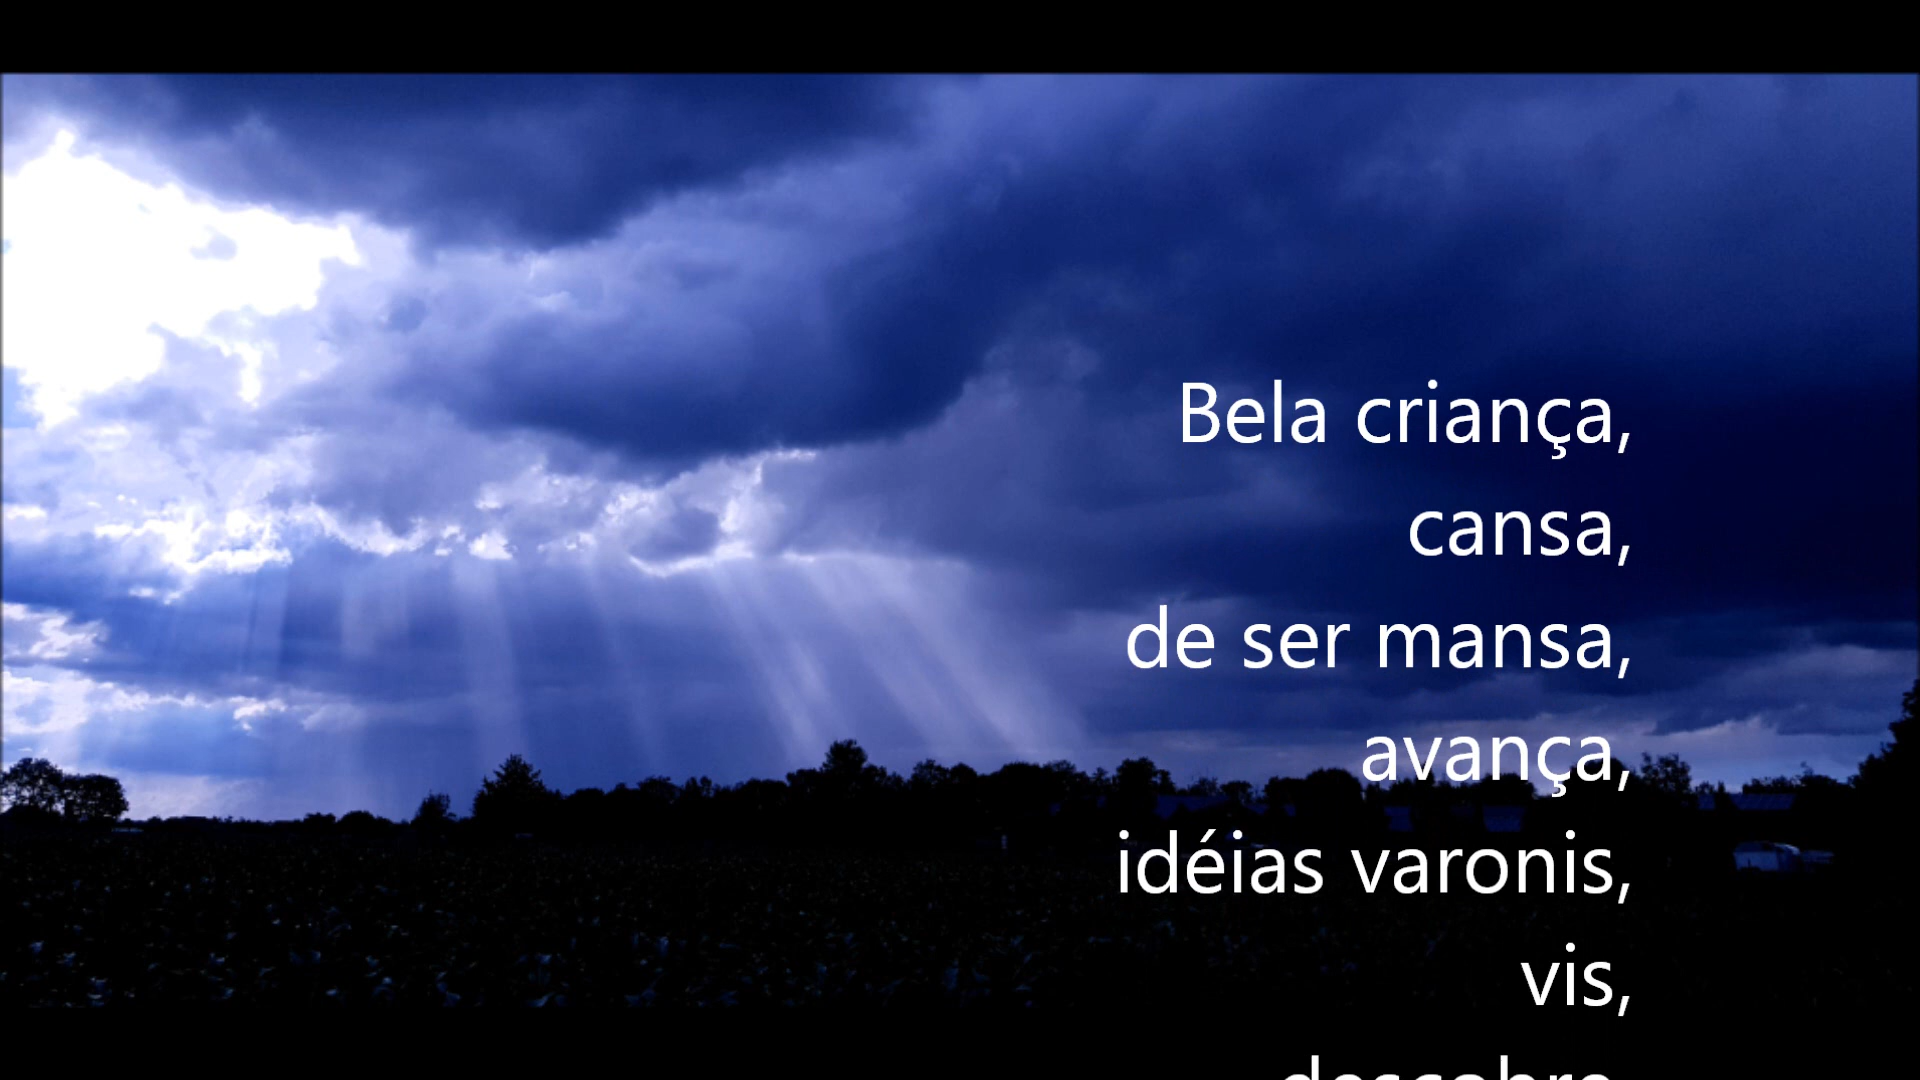 Bela criança,
cansa,
de ser mansa,
avança,
idéias varonis,
vis,